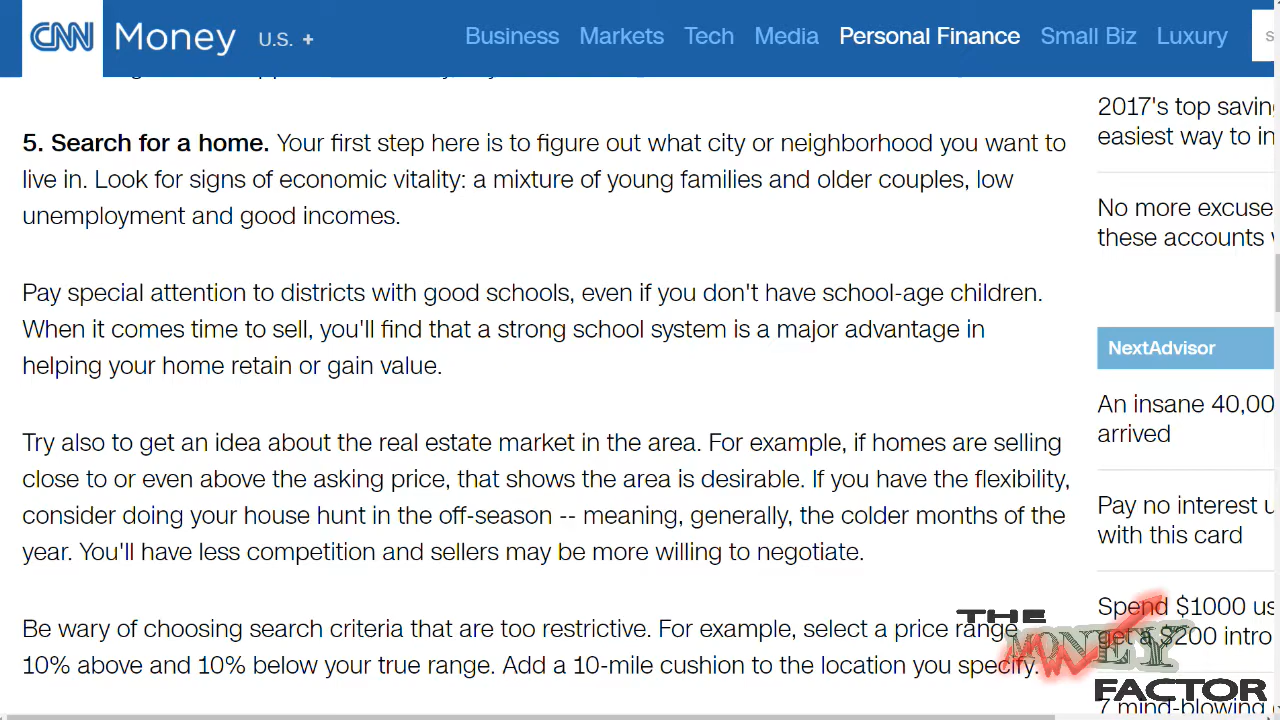 CNN Money U.S. + Business Markets Tech Media Personal Finance Small Biz Luxury
5. Search for a home. Your first step here is to figure out what city or neighborhood you want to
live in. Look for signs of economic vitality: a mixture of young families and older couples, low
unemployment and good incomes.
Pay special attention to districts with good schools, even if you don't have school-age children.
When it comes time to sell, you'll find that a strong school system is a major advantage in
helping your home retain or gain value.
Try also to get an idea about the real estate market in the area. For example, if homes are selling
close to or even above the asking price, that shows the area is desirable. If you have the flexibility,
consider doing your house hunt in the off-season -- meaning, generally, the colder months of the
year. You'll have less competition and sellers may be more willing to negotiate.
Be wary of choosing search criteria that are too restrictive. For example, select a price range
10% above and 10% below your true range. Add a 10-mile cushion to the location you specify.
2017's top savin
easiest way to in
No more excuse
these accounts
NextAdvisor
An insane 40,00
arrived
Pay no interest u
with this card
Spend $1000 us
get a $200 intro
7 mind-blowing
THE
MONEY
FACTOR